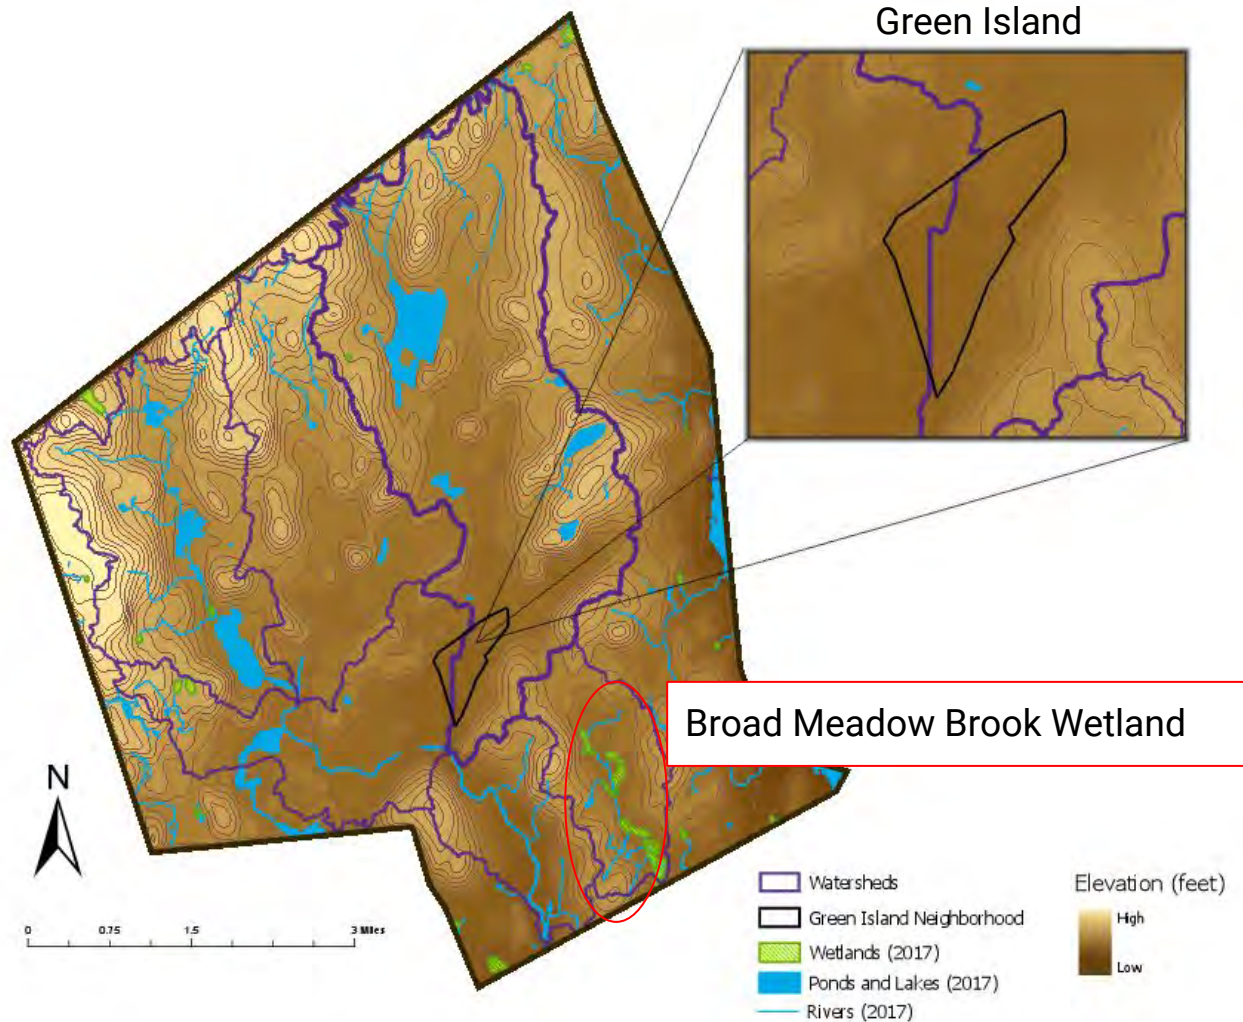 Green Island
Broad Meadow Brook Wetland
N
0 0.75 1.5 3 Miles
Watersheds
Green Island Neighborhood
Wetlands (2017)
Ponds and Lakes (2017)
Rivers (2017)
Elevation (feet)
High
Low